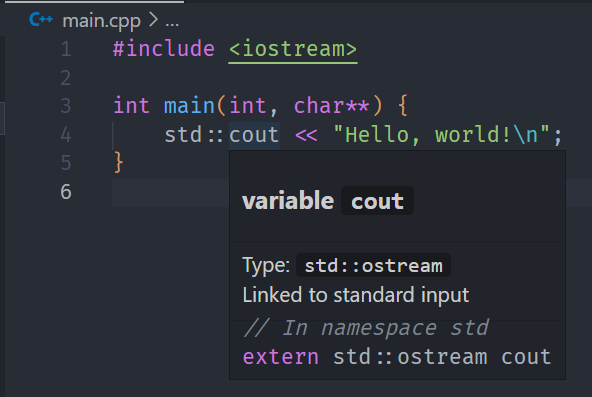 C++ main.cpp > ...
1 #include <iostream>
2
3 int main(int, char**) {
4     std::cout << "Hello, world!\n";
5 }
6
variable cout
Type: std::ostream
Linked to standard input
// In namespace std
extern std::ostream cout